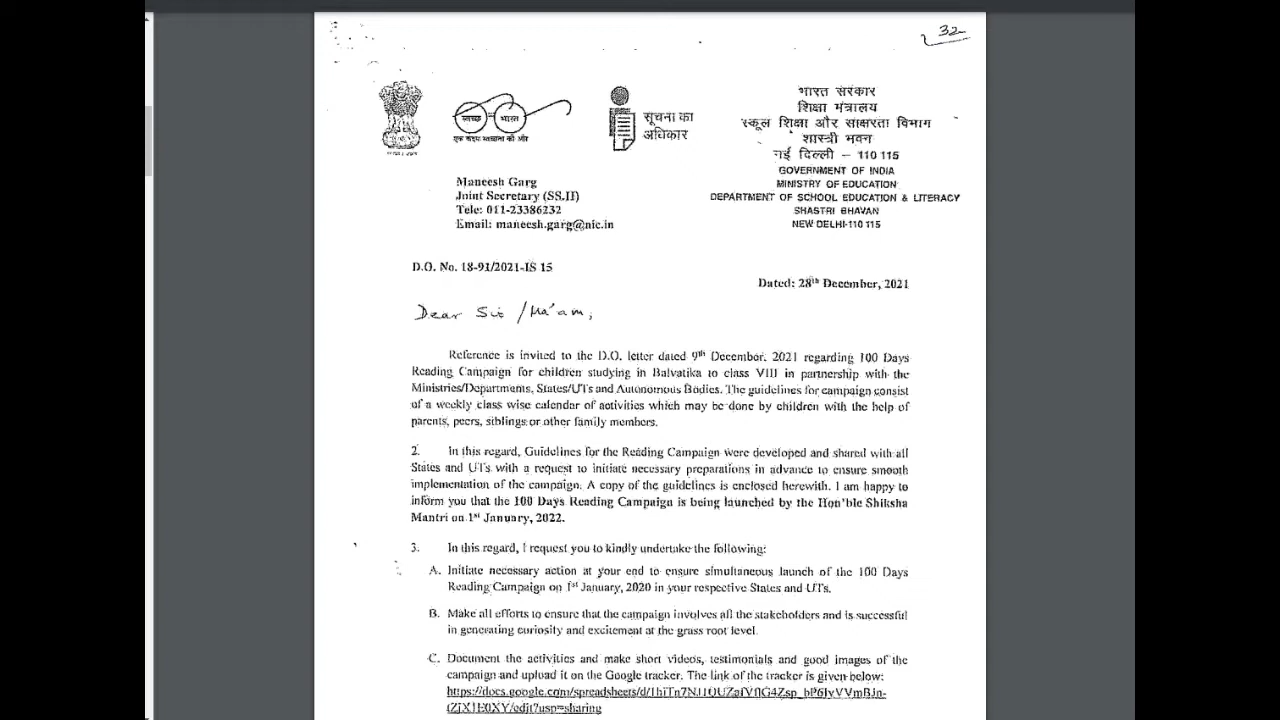 32
स्वच्छ भारत
एक कदम स्वच्छता की ओर
सूचना का
अधिकार
भारत सरकार
शिक्षा मंत्रालय
स्कूल शिक्षा और साक्षरता विभाग
शास्त्री भवन
नई दिल्ली – 110 115
GOVERNMENT OF INDIA
MINISTRY OF EDUCATION
DEPARTMENT OF SCHOOL EDUCATION & LITERACY
SHASTRI BHAVAN
NEW DELHI-110 115
Maneesh Garg
Joint Secretary (SS.II)
Tele: 011-23386232
Email: maneesh.garg@nic.in
D.O. No. 18-91/2021-IS 15
Dated: 28th December, 2021
Dear Sir /Ma'am,
Reference is invited to the D.O. letter dated 9th December, 2021 regarding 100 Days
Reading Campaign for children studying in Balvatika to class VIII in partnership with the
Ministries/Departments, States/UTs and Autonomous Bodies. The guidelines for campaign consist
of a weekly class wise calendar of activities which may be done by children with the help of
parents, peers, siblings or other family members.
2. In this regard, Guidelines for the Reading Campaign were developed and shared with all
States and UTs with a request to initiate necessary preparations in advance to ensure smooth
implementation of the campaign. A copy of the guidelines is enclosed herewith. I am happy to
inform you that the 100 Days Reading Campaign is being launched by the Hon'ble Shiksha
Mantri on 1st January, 2022.
3. In this regard, I request you to kindly undertake the following:
A. Initiate necessary action at your end to ensure simultaneous launch of the 100 Days
Reading Campaign on 1st January, 2020 in your respective States and UTs.
B. Make all efforts to ensure that the campaign involves all the stakeholders and is successful
in generating curiosity and excitement at the grass root level.
C. Document the activities and make short videos, testimonials and good images of the
campaign and upload it on the Google tracker. The link of the tracker is given below: